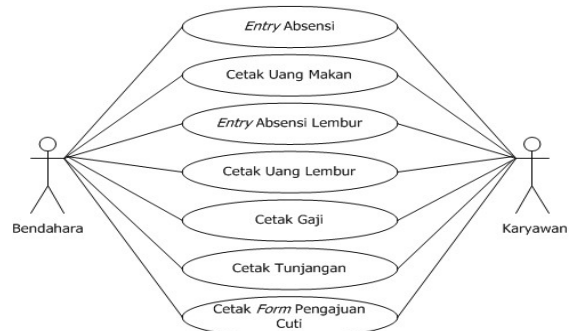 Entry Absensi
Cetak Uang Makan
Entry Absensi Lembur
Cetak Uang Lembur
Bendahara
Karyawan
Cetak Gaji
Cetak Tunjangan
Cetak Form Pengajuan
Cuti